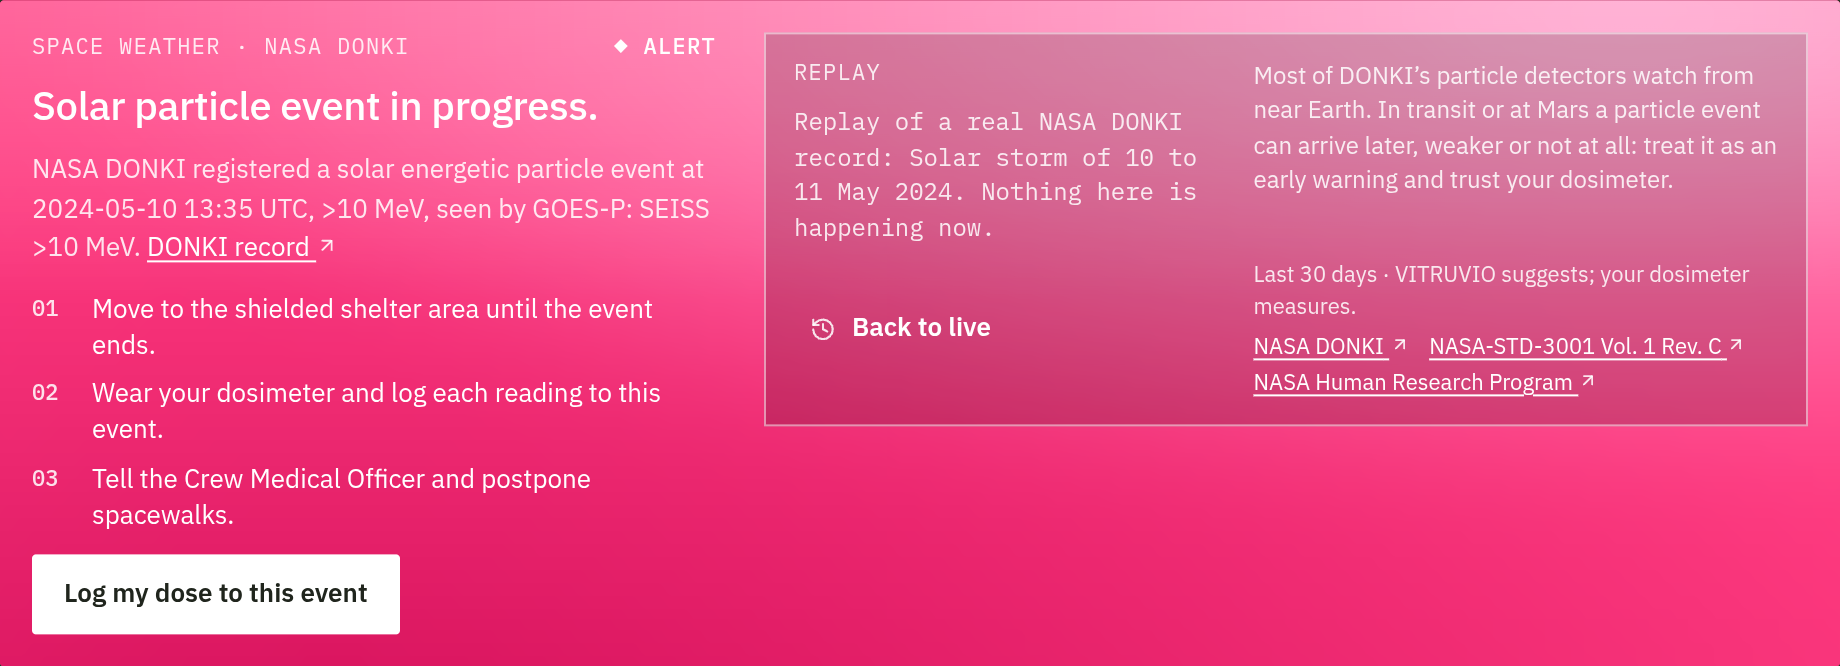 SPACE WEATHER · NASA DONKI
◆ ALERT
Solar particle event in progress.
NASA DONKI registered a solar energetic particle event at
2024-05-10 13:35 UTC, >10 MeV, seen by GOES-P: SEISS
>10 MeV. DONKI record ↗
01 Move to the shielded shelter area until the event
ends.
02 Wear your dosimeter and log each reading to this
event.
03 Tell the Crew Medical Officer and postpone
spacewalks.
Log my dose to this event
REPLAY
Replay of a real NASA DONKI
record: Solar storm of 10 to
11 May 2024. Nothing here is
happening now.
Back to live
Most of DONKI’s particle detectors watch from
near Earth. In transit or at Mars a particle event
can arrive later, weaker or not at all: treat it as an
early warning and trust your dosimeter.
Last 30 days · VITRUVIO suggests; your dosimeter
measures.
NASA DONKI ↗ NASA-STD-3001 Vol. 1 Rev. C ↗
NASA Human Research Program ↗